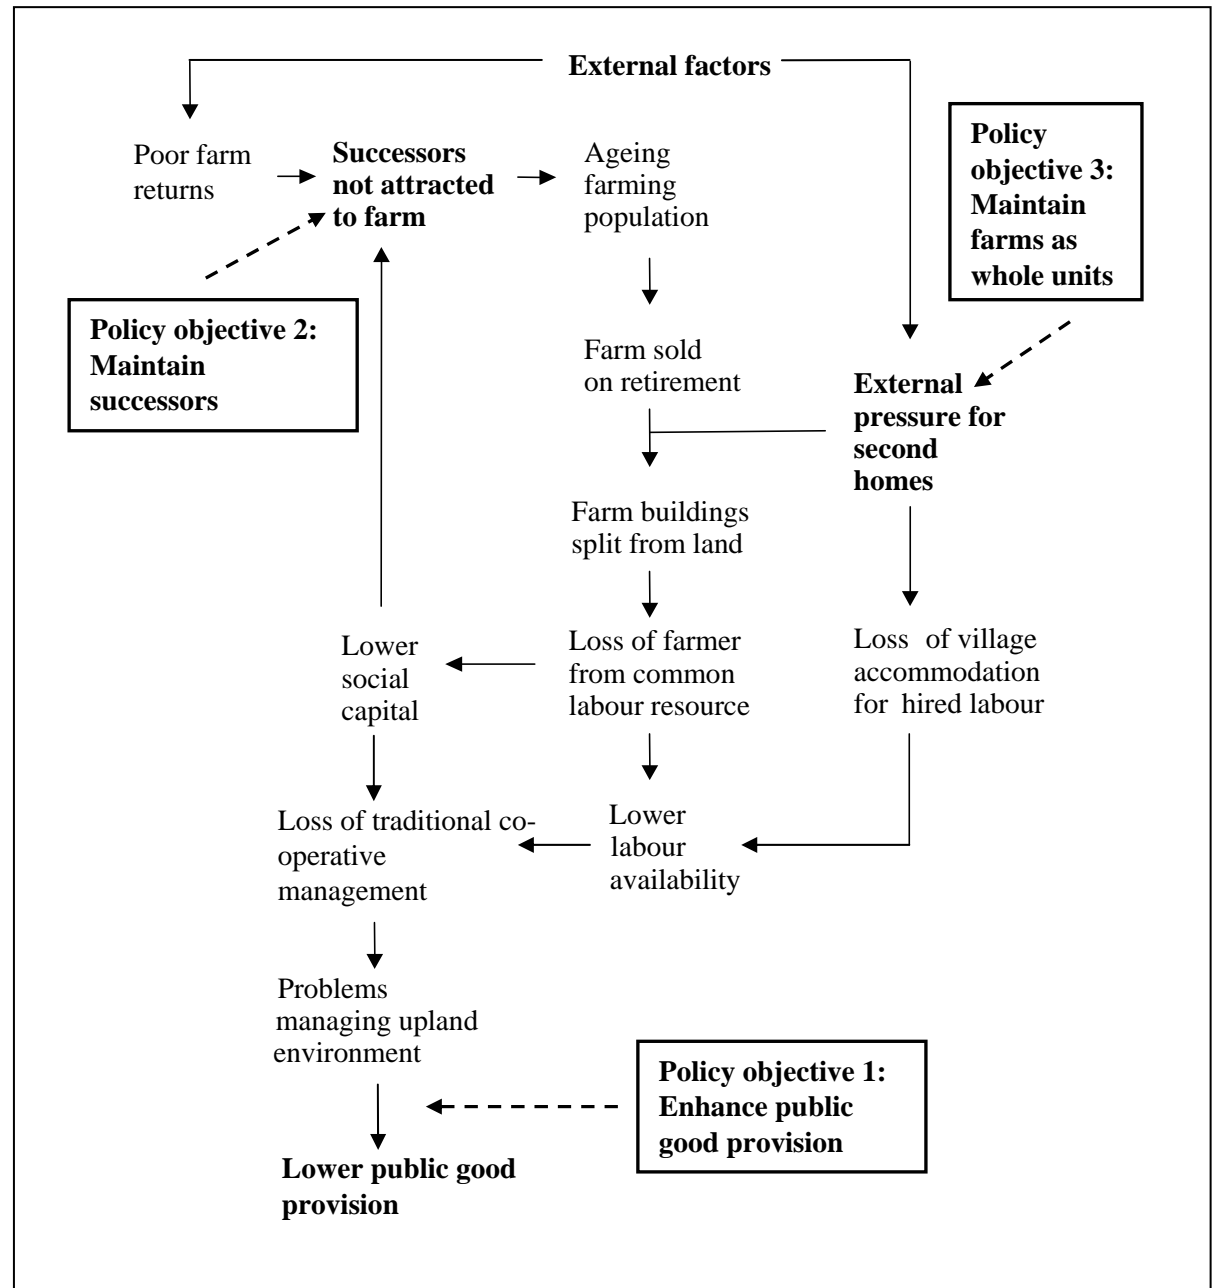 External factors
Poor farm
returns
Successors
not attracted
to farm
Ageing
farming
population
Policy
objective 3:
Maintain
farms as
whole units
Policy objective 2:
Maintain
successors
Farm sold
on retirement
External
pressure for
second
homes
Farm buildings
split from land
Lower
social
capital
Loss of farmer
from common
labour resource
Loss of village
accommodation
for hired labour
Loss of traditional co-
operative
management
Lower
labour
availability
Problems
managing upland
environment
Policy objective 1:
Enhance public
good provision
Lower public good
provision